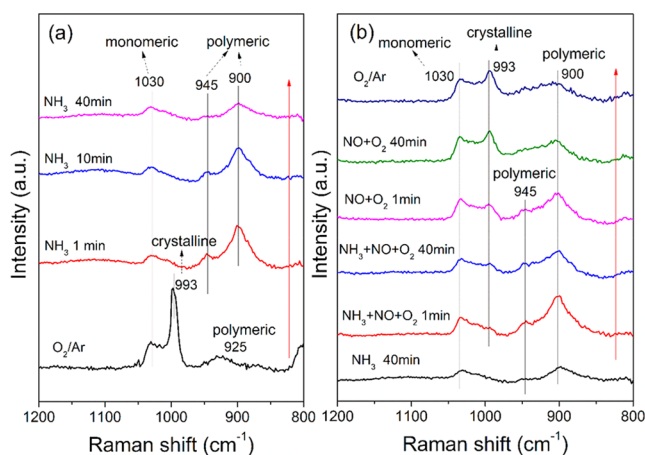 (a)
monomeric
polymeric
1030
945
900
NH3 40min
NH3 10min
NH3 1 min
crystalline
993
polymeric
925
O2/Ar
1200
1100
1000
900
800
Raman shift (cm-1)
Intensity (a.u.)
(b)
crystalline
monomeric
polymeric
1030
993
900
O2/Ar
NO+O2 40min
polymeric
945
NO+O2 1min
NH3+NO+O2 40min
NH3+NO+O2 1min
NH3 40min
1200
1100
1000
900
800
Raman shift (cm-1)
Intensity (a.u.)